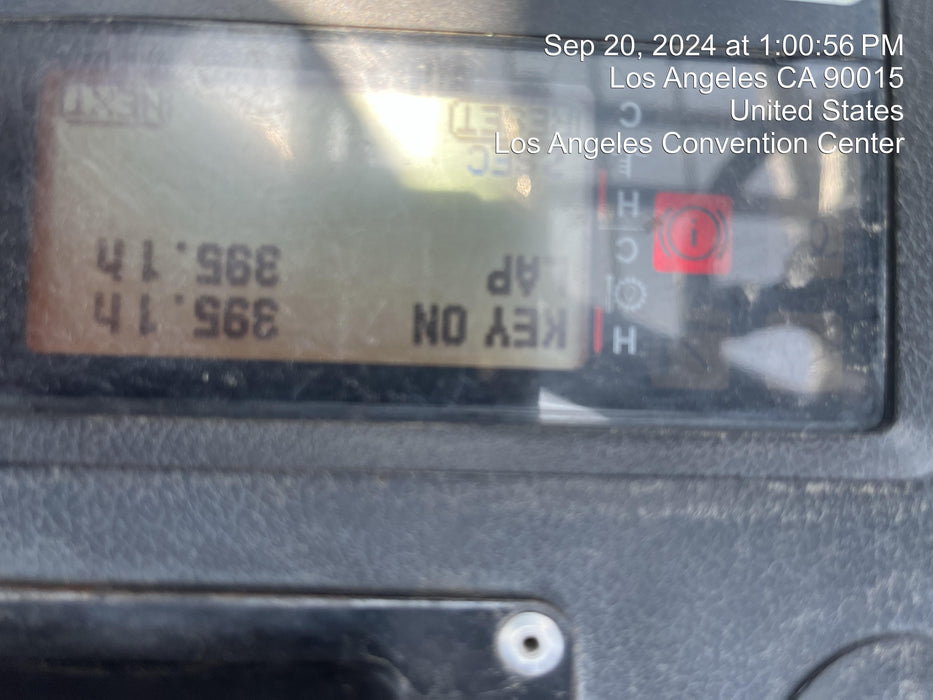 Sep 20, 2024 at 1:00:56 PM
Los Angeles CA 90015
United States
Los Angeles Convention Center
KEY ON 395.1h
LAP 395.1h
RESET NEXT
H
C
H
C